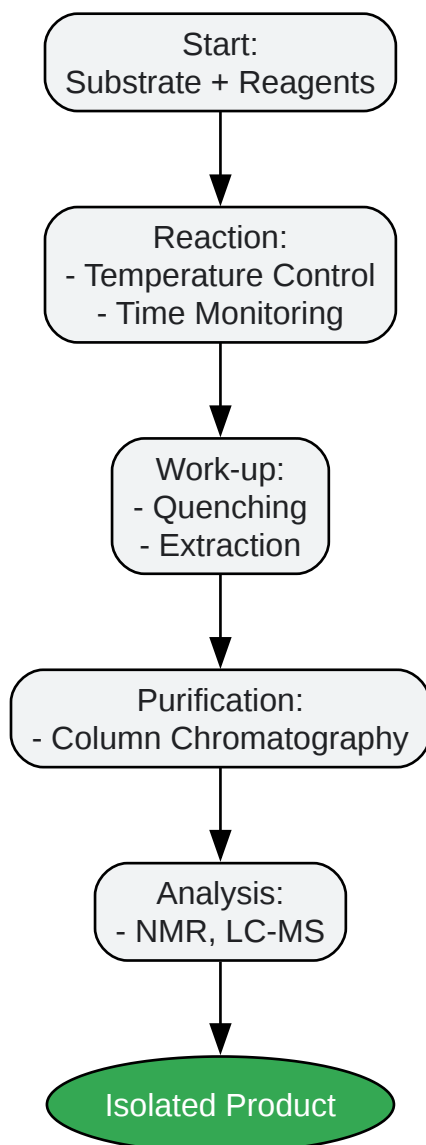 Start:
Substrate + Reagents
Reaction:
- Temperature Control
- Time Monitoring
Work-up:
- Quenching
- Extraction
Purification:
- Column Chromatography
Analysis:
- NMR, LC-MS
Isolated Product